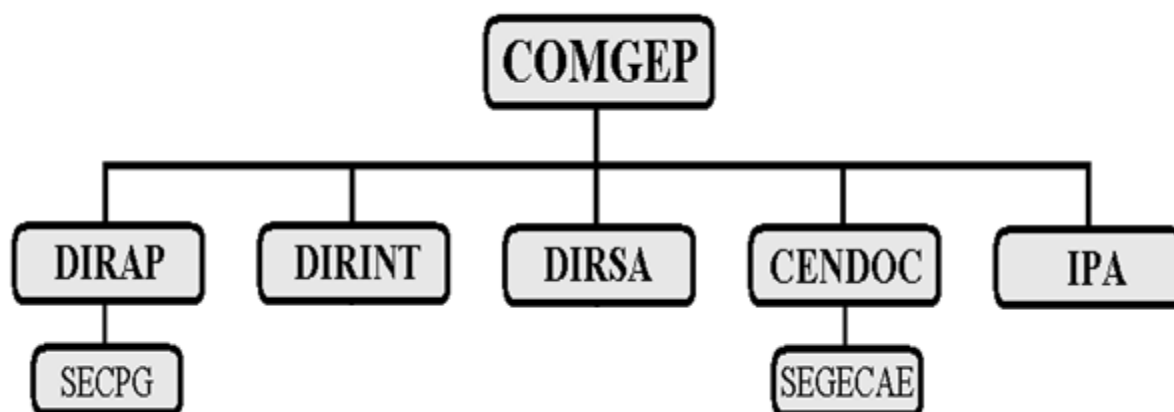 COMGEP
DIRAP DIRINT DIRSA CENDOC IPA
SECPG SEGECAE